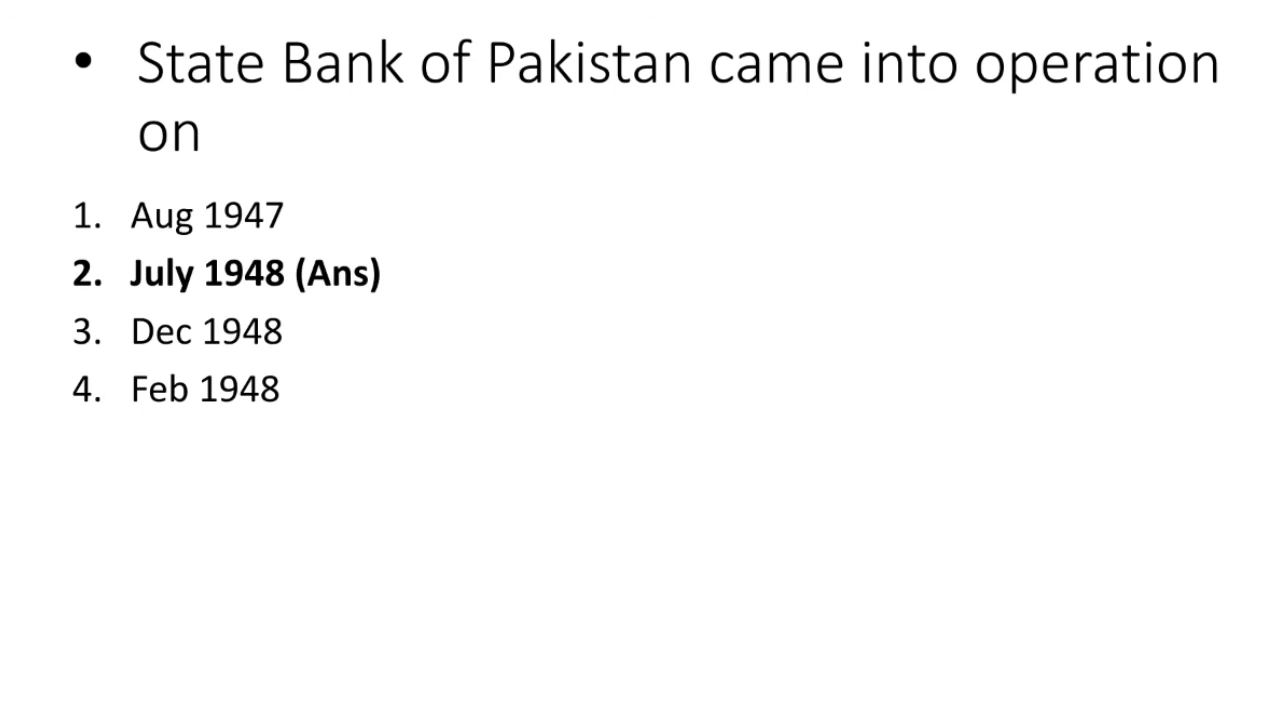 • State Bank of Pakistan came into operation
on
1. Aug 1947
2. July 1948 (Ans)
3. Dec 1948
4. Feb 1948